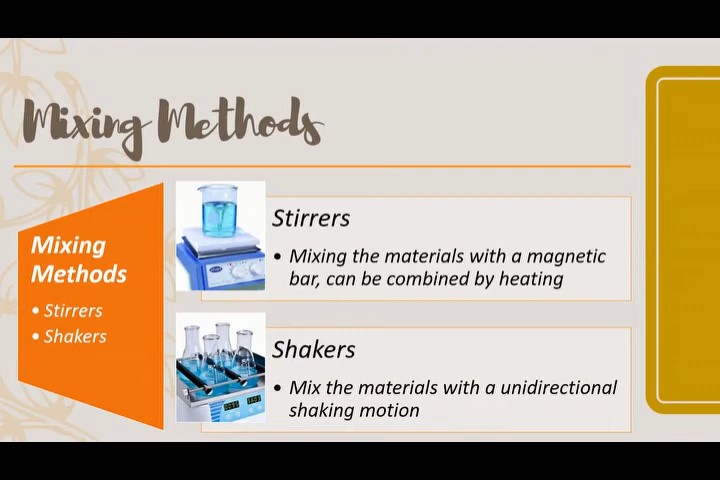 Mixing Methods
Mixing
Methods
• Stirrers
• Shakers
Stirrers
• Mixing the materials with a magnetic
bar, can be combined by heating
Shakers
• Mix the materials with a unidirectional
shaking motion